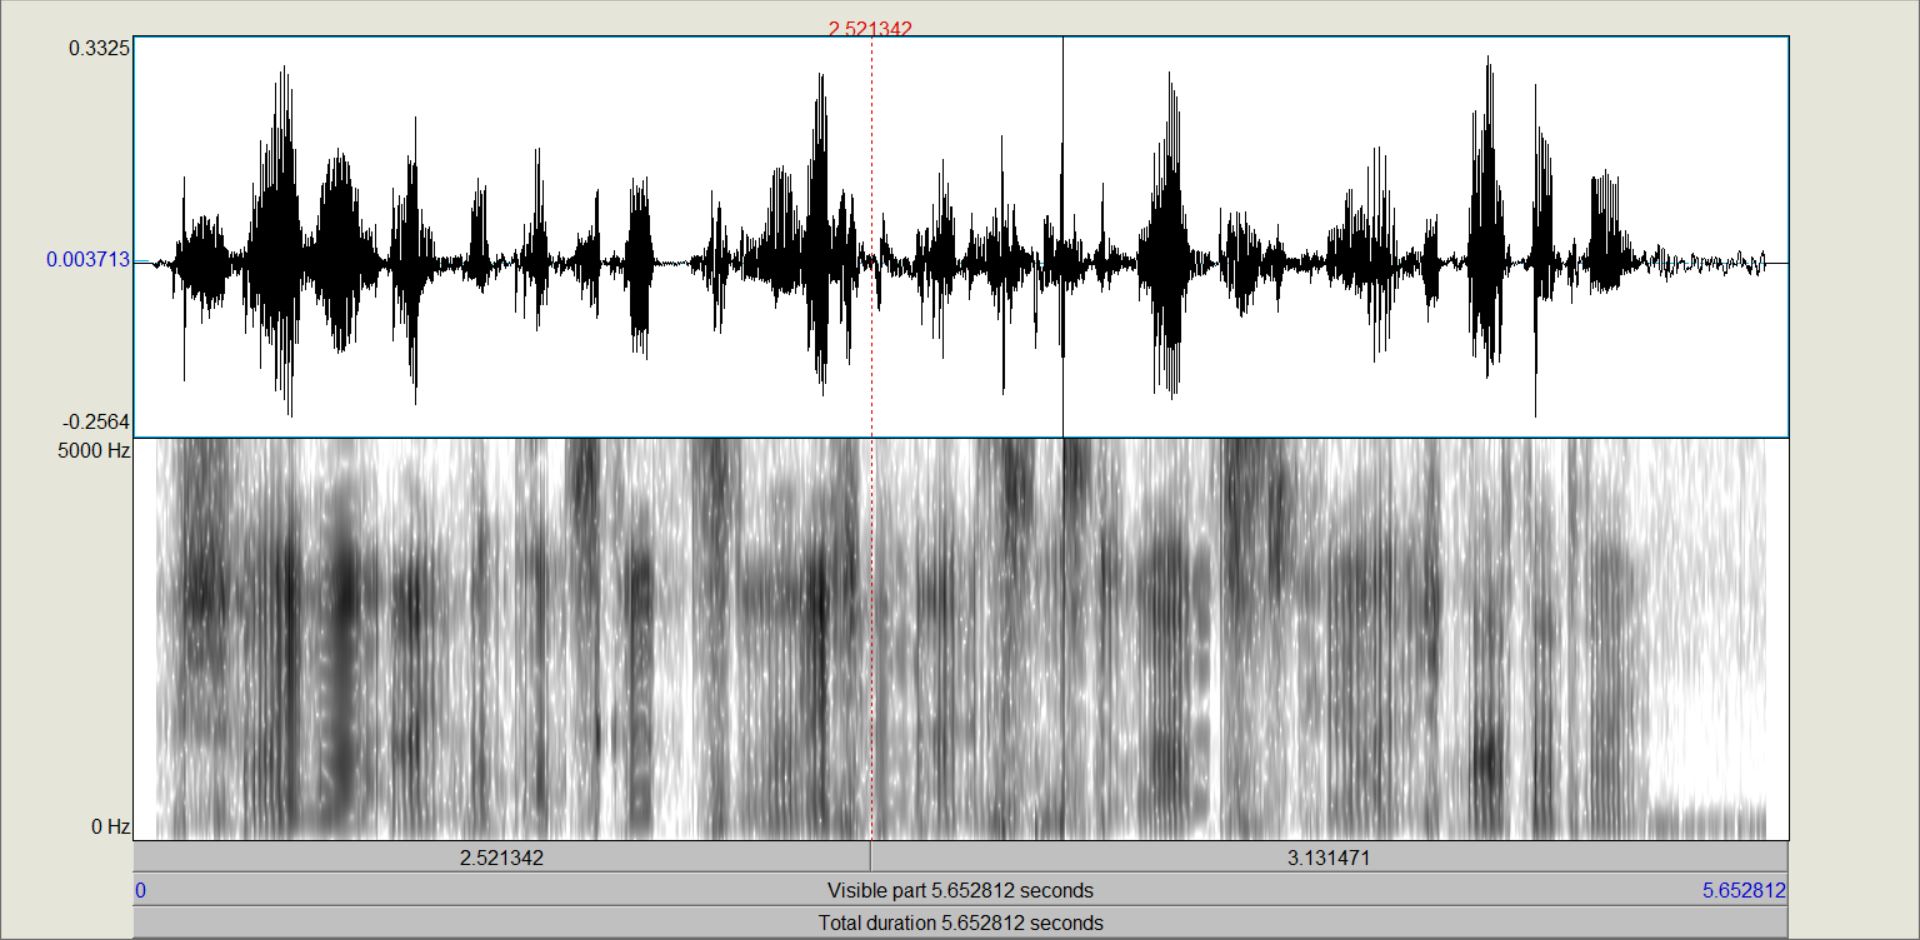 2.521342
0.3325
0.003713
-0.2564
5000 Hz
0 Hz
2.521342 3.131471
0 Visible part 5.652812 seconds 5.652812
Total duration 5.652812 seconds